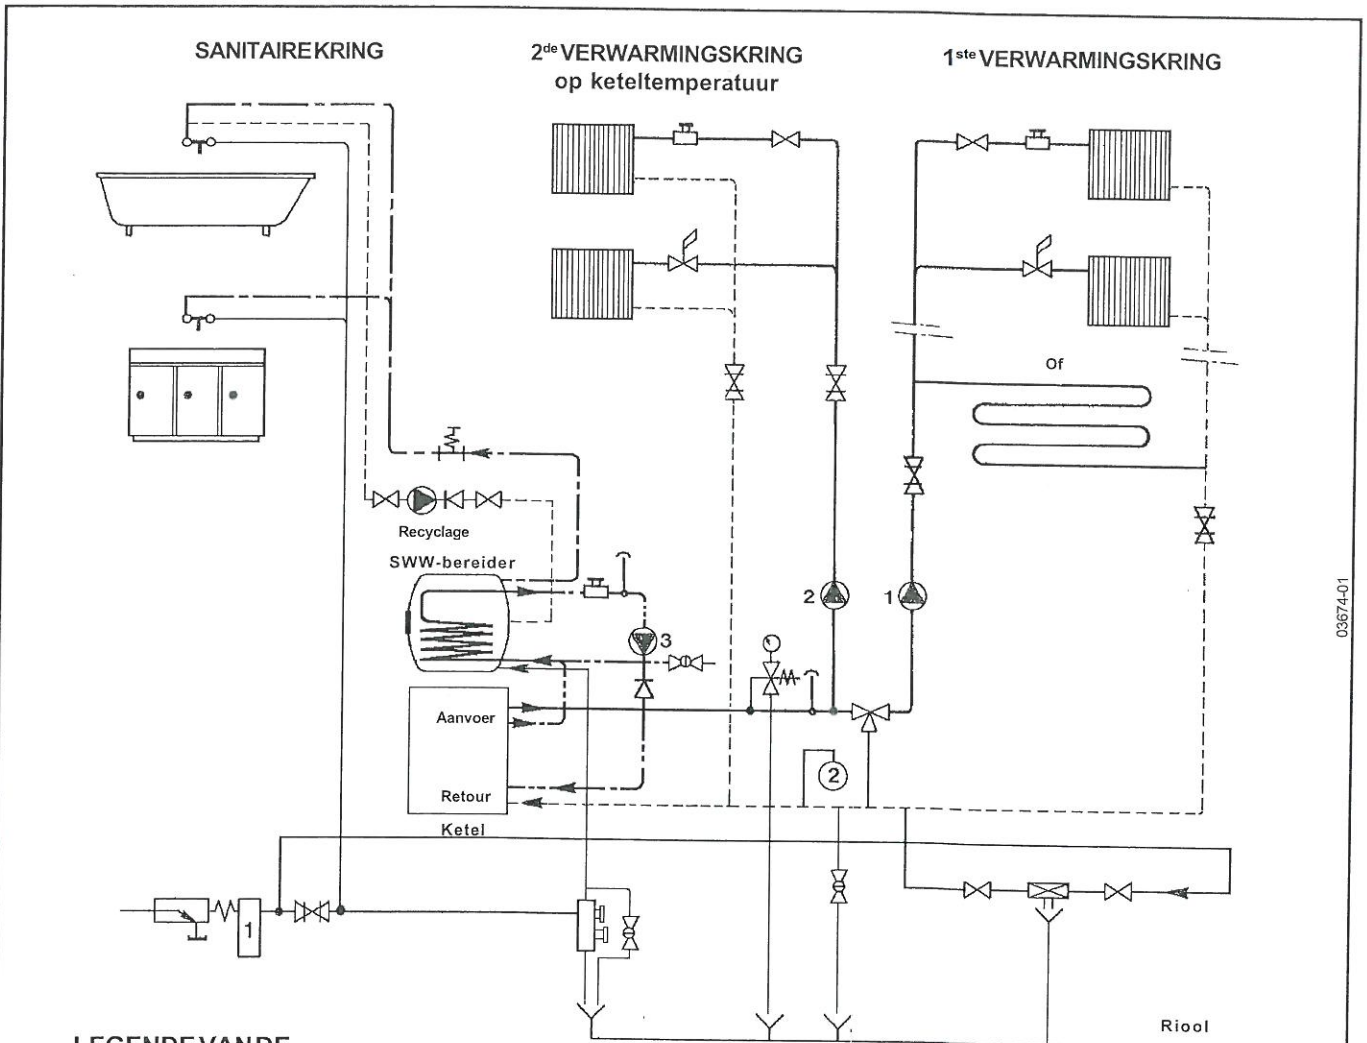 SANITAIREKRING
2de VERWARMINGSKRING
op keteltemperatuur
1ste VERWARMINGSKRING
Of
Recyclage
SWW-bereider
2
1
3
03674-01
Aanvoer
2
Retour
Ketel
1
Riool
LEGENDE VAN DE